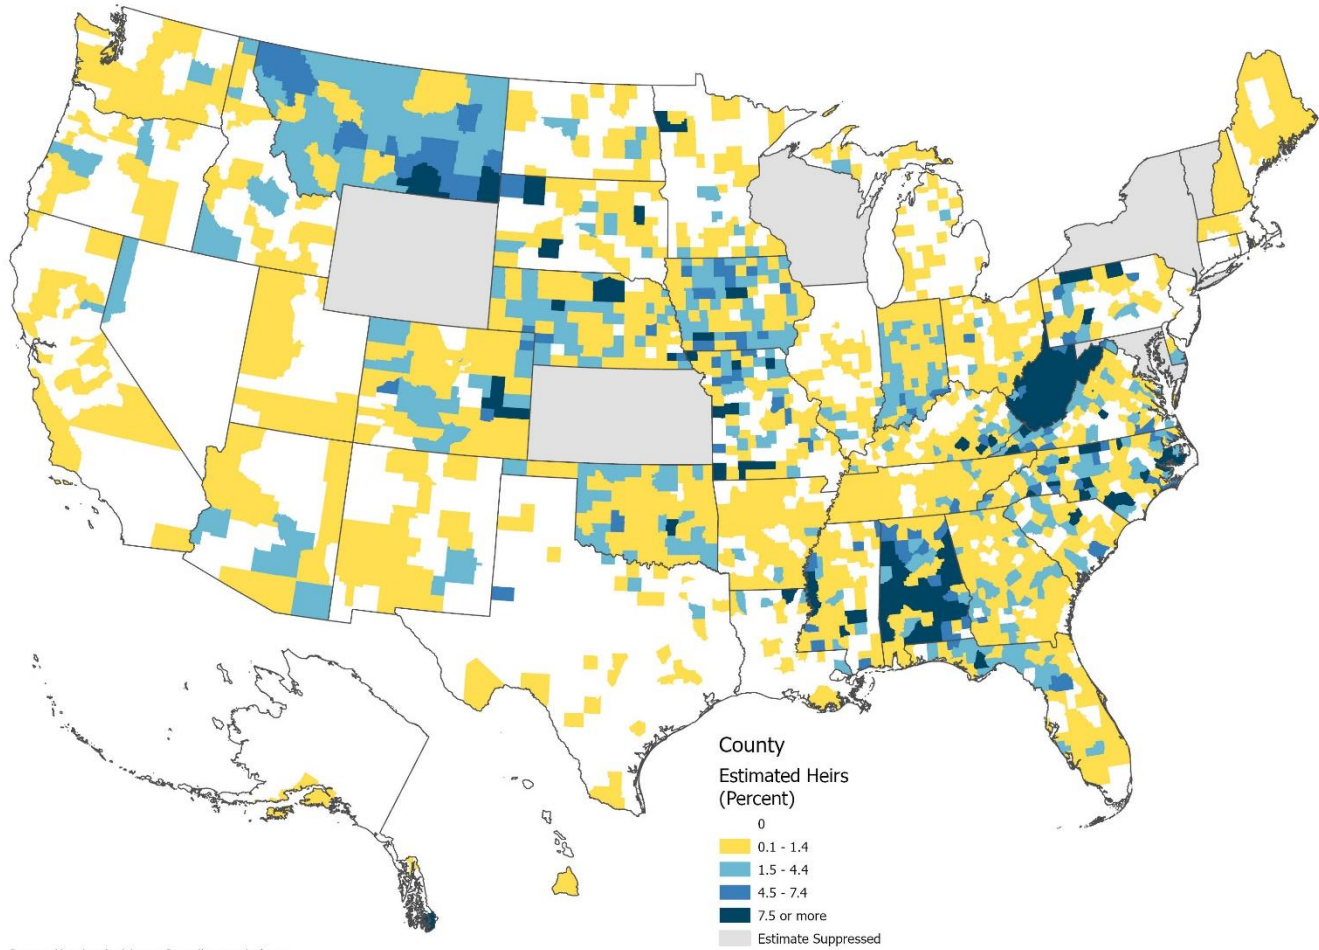 County
Estimated Heirs
(Percent)
0
0.1 - 1.4
1.5 - 4.4
4.5 - 7.4
7.5 or more
Estimate Suppressed